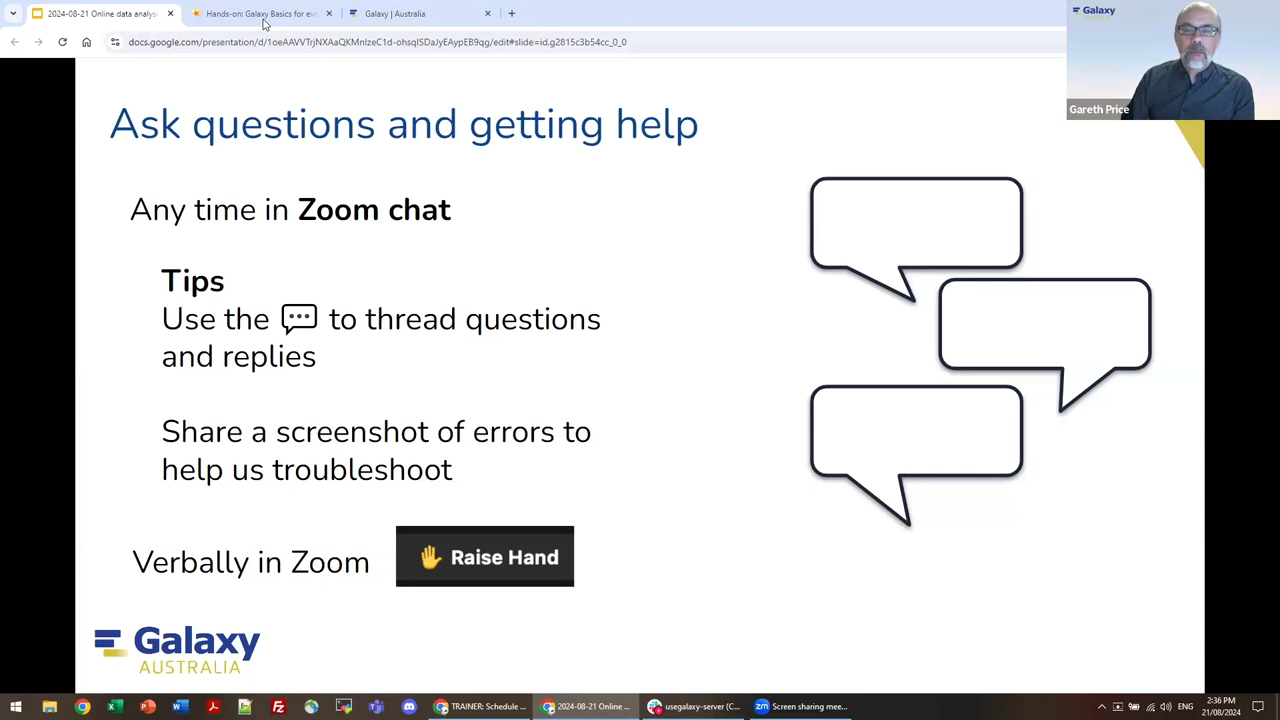 2024-08-21 Online data analysi
Hands-on: Galaxy Basics for eve
Galaxy | Australia
docs.google.com/presentation/d/1oeAAVVTrjNXAaQKMnlzeC1d-ohsqlSDaJyEAypEB9qg/edit#slide=id.g2815c3b54cc_0_0
Galaxy
Gareth Price
Ask questions and getting help
Any time in Zoom chat
Tips
Use the to thread questions
and replies
Share a screenshot of errors to
help us troubleshoot
Verbally in Zoom
Raise Hand
Galaxy
AUSTRALIA
TRAINER: Schedule ...
2024-08-21 Online ...
usegalaxy-server (C...
zm
Screen sharing mee...
ENG
2:36 PM
21/08/2024